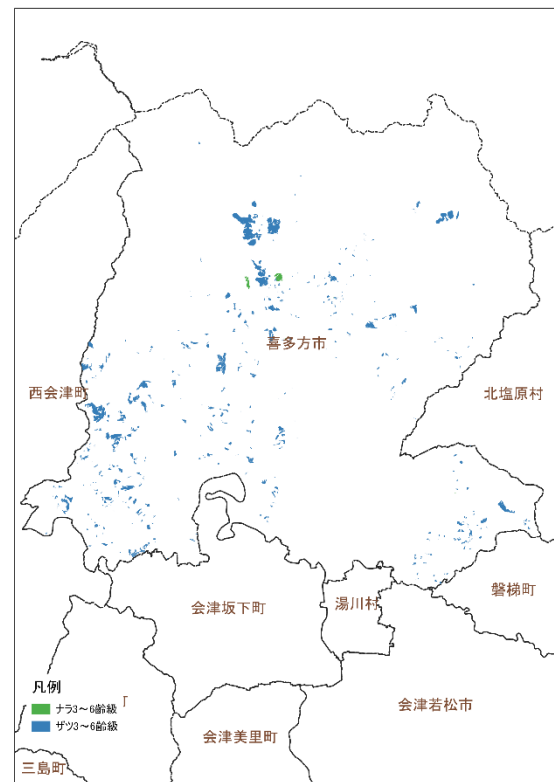 喜多方市
西会津町
北塩原村
磐梯町
湯川村
会津坂下町
凡例
ナラ3～6齢級
ザツ3～6齢級
会津若松市
会津美里町
三島町